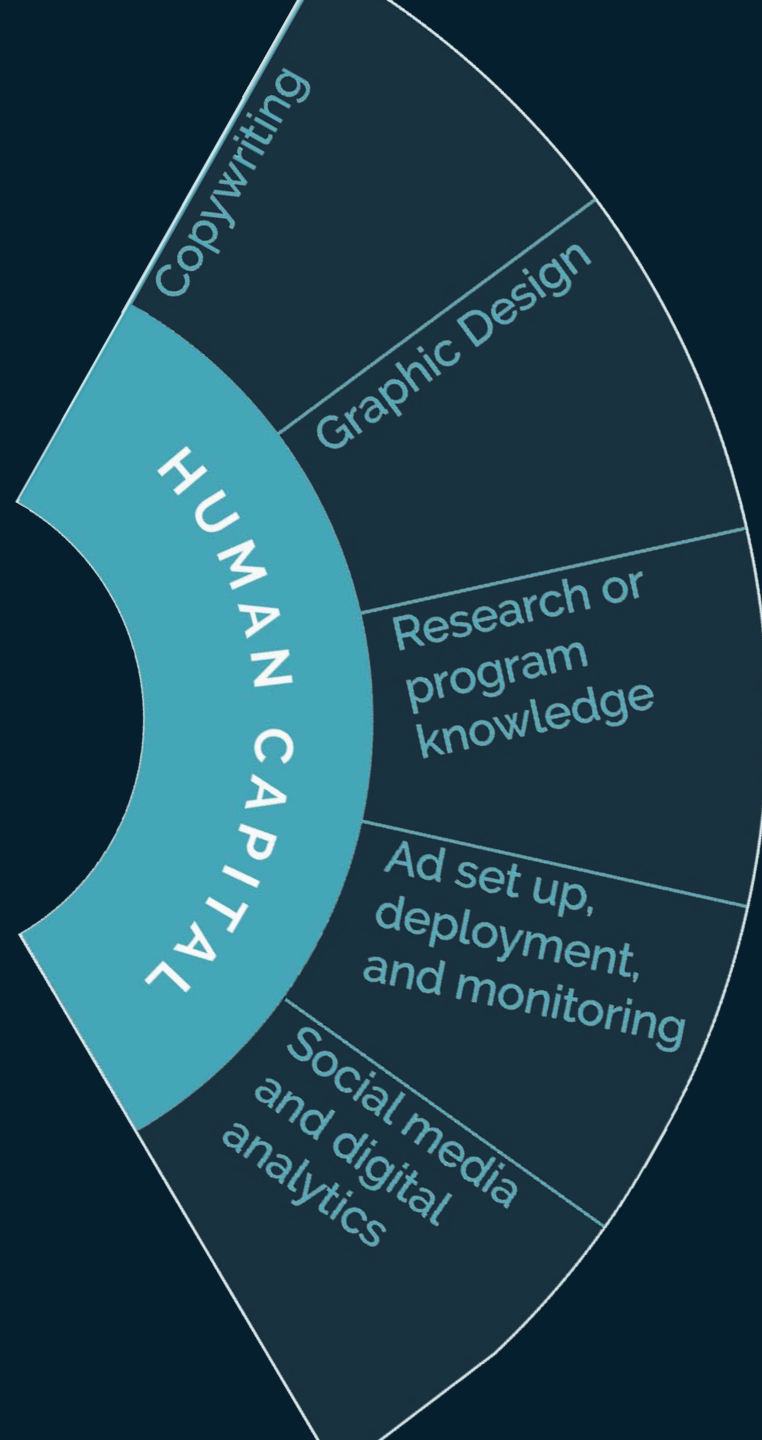 Copywriting
Graphic Design
HUMAN CAPITAL
Research or
program
knowledge
Ad set up,
deployment,
and monitoring
Social media
and digital
analytics